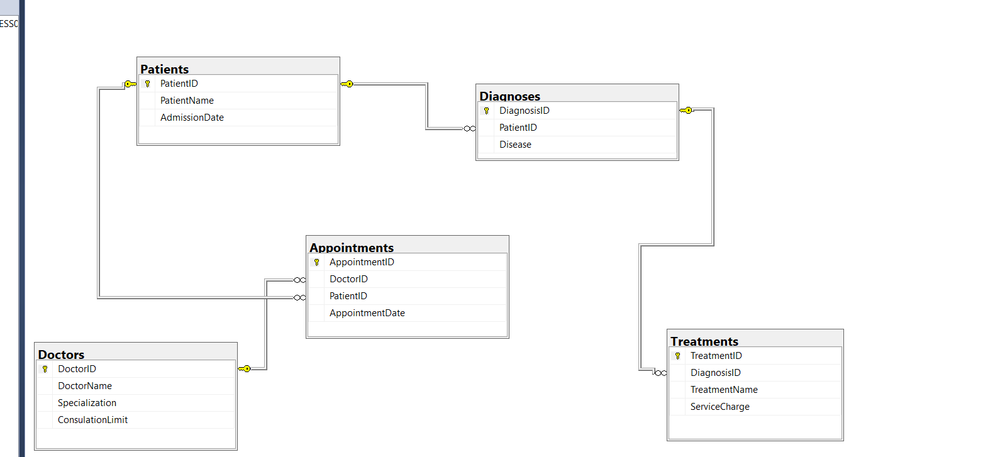 ESSO
Patients
PatientID
PatientName
AdmissionDate
Diagnoses
DiagnosisID
PatientID
Disease
Appointments
AppointmentID
DoctorID
PatientID
AppointmentDate
Doctors
DoctorID
DoctorName
Specialization
ConsulationLimit
Treatments
TreatmentID
DiagnosisID
TreatmentName
ServiceCharge